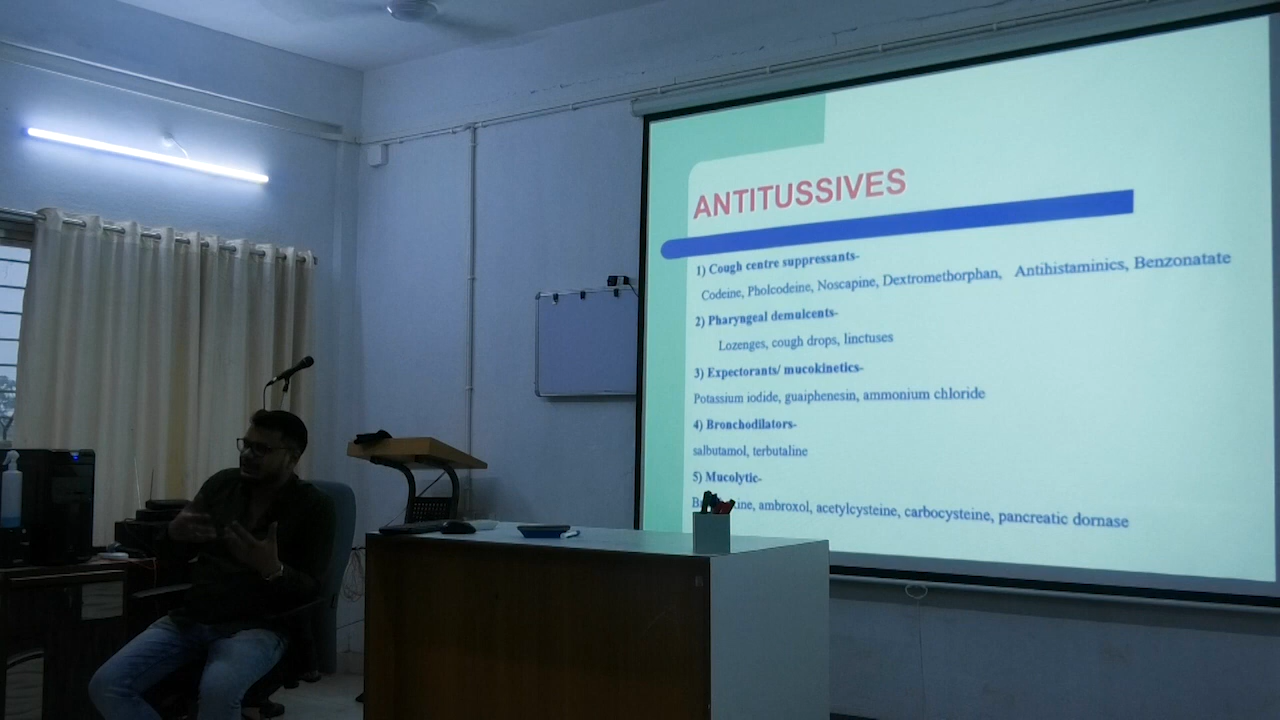 ANTITUSSIVES
1) Cough centre suppressants-
Codeine, Pholcodeine, Noscapine, Dextromethorphan, Antihistaminics, Benzonatate
2) Pharyngeal demulcents-
Lozenges, cough drops, linctuses
3) Expectorants/ mucokinetics-
Potassium iodide, guaiphenesin, ammonium chloride
4) Bronchodilators-
salbutamol, terbutaline
5) Mucolytic-
ambroxol, acetylcysteine, carbocysteine, pancreatic dornase